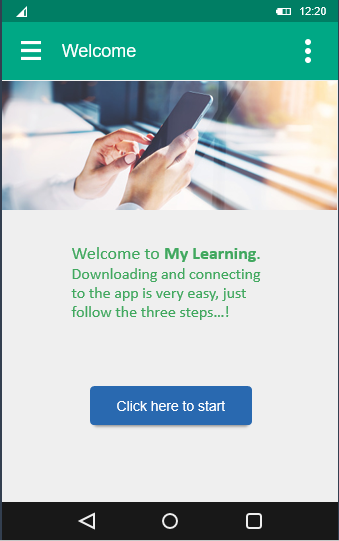 12:20
Welcome
Welcome to My Learning.
Downloading and connecting
to the app is very easy, just
follow the three steps...!
Click here to start